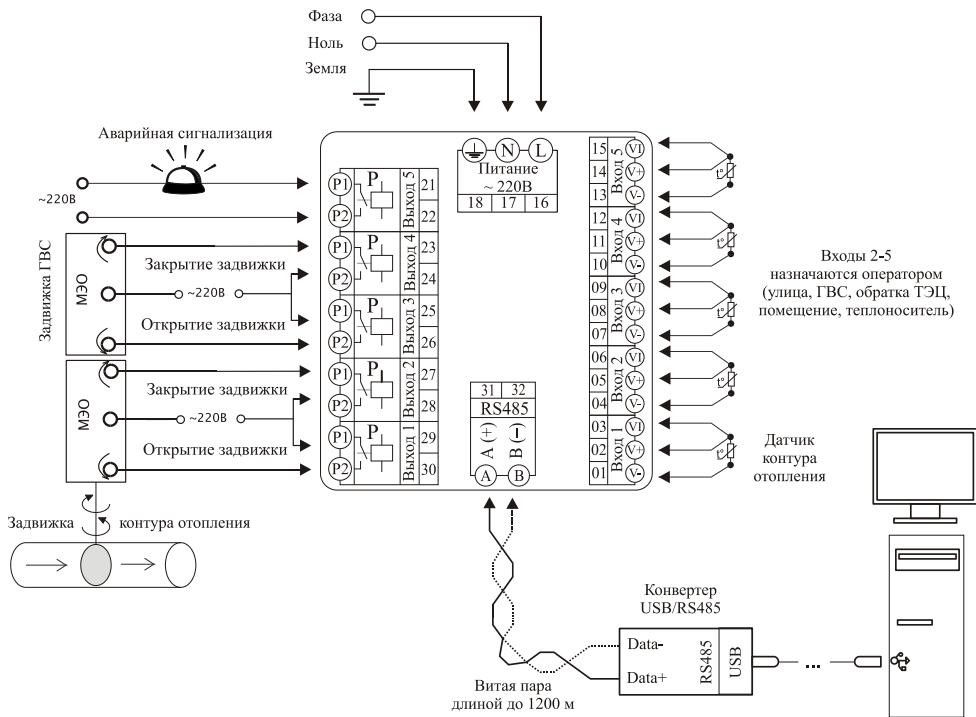 Фаза
Ноль
Земля
Аварийная сигнализация
~220В
Задвижка ГВС
МЭО
Закрытие задвижки
~220В
Открытие задвижки
МЭО
Закрытие задвижки
~220В
Открытие задвижки
Задвижка контура отопления
N L
Питание
~ 220В
18 17 16
P1 P 21
P2 22
Выход 5
P1 P 23
P2 24
Выход 4
P1 P 25
P2 26
Выход 3
P1 P 27
P2 28
Выход 2
P1 P 29
P2 30
Выход 1
31 32
RS485
A (+) B (−)
A B
15 VI
14 V+
13 V-
Вход 5
12 VI
11 V+
10 V-
Вход 4
09 VI
08 V+
07 V-
Вход 3
06 VI
05 V+
04 V-
Вход 2
03 VI
02 V+
01 V-
Вход 1
t°
t°
t°
t°
t°
Входы 2-5
назначаются оператором
(улица, ГВС, обратка ТЭЦ,
помещение, теплоноситель)
Датчик
контура
отопления
Конвертер
USB/RS485
Data-
Data+
RS485
USB
...
Витая пара
длиной до 1200 м